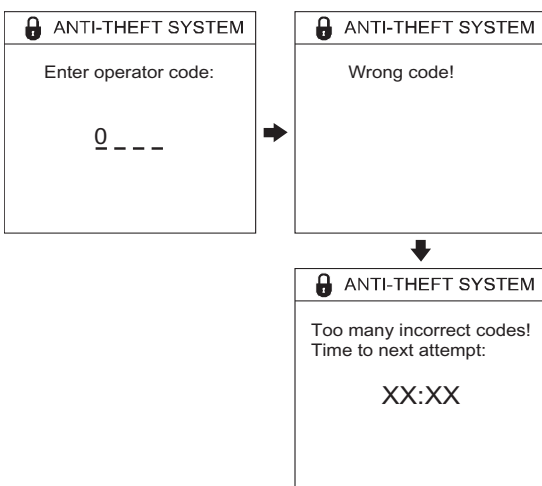 ANTI-THEFT SYSTEM
Enter operator code:
0 _ _ _
ANTI-THEFT SYSTEM
Wrong code!
ANTI-THEFT SYSTEM
Too many incorrect codes!
Time to next attempt:
XX:XX